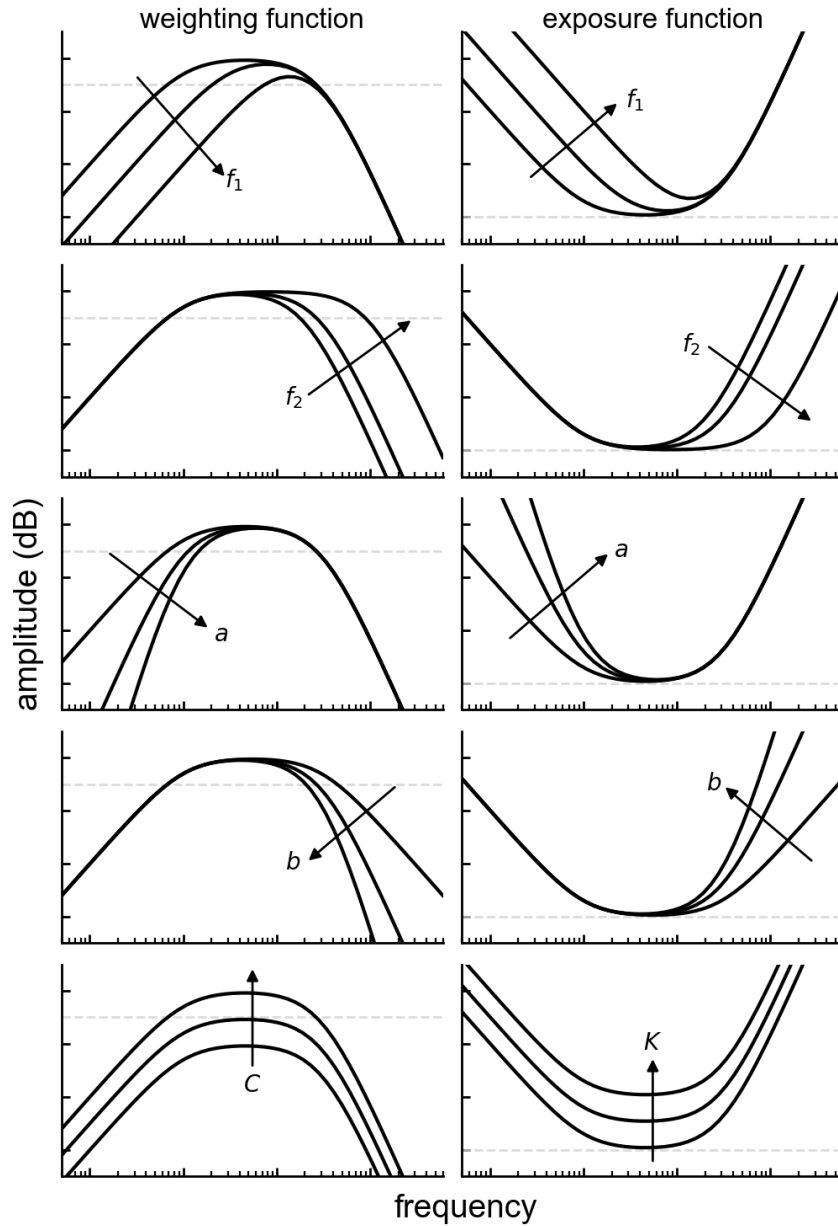 weighting function
exposure function
f1
f1
f2
f2
a
a
b
b
C
K
amplitude (dB)
frequency